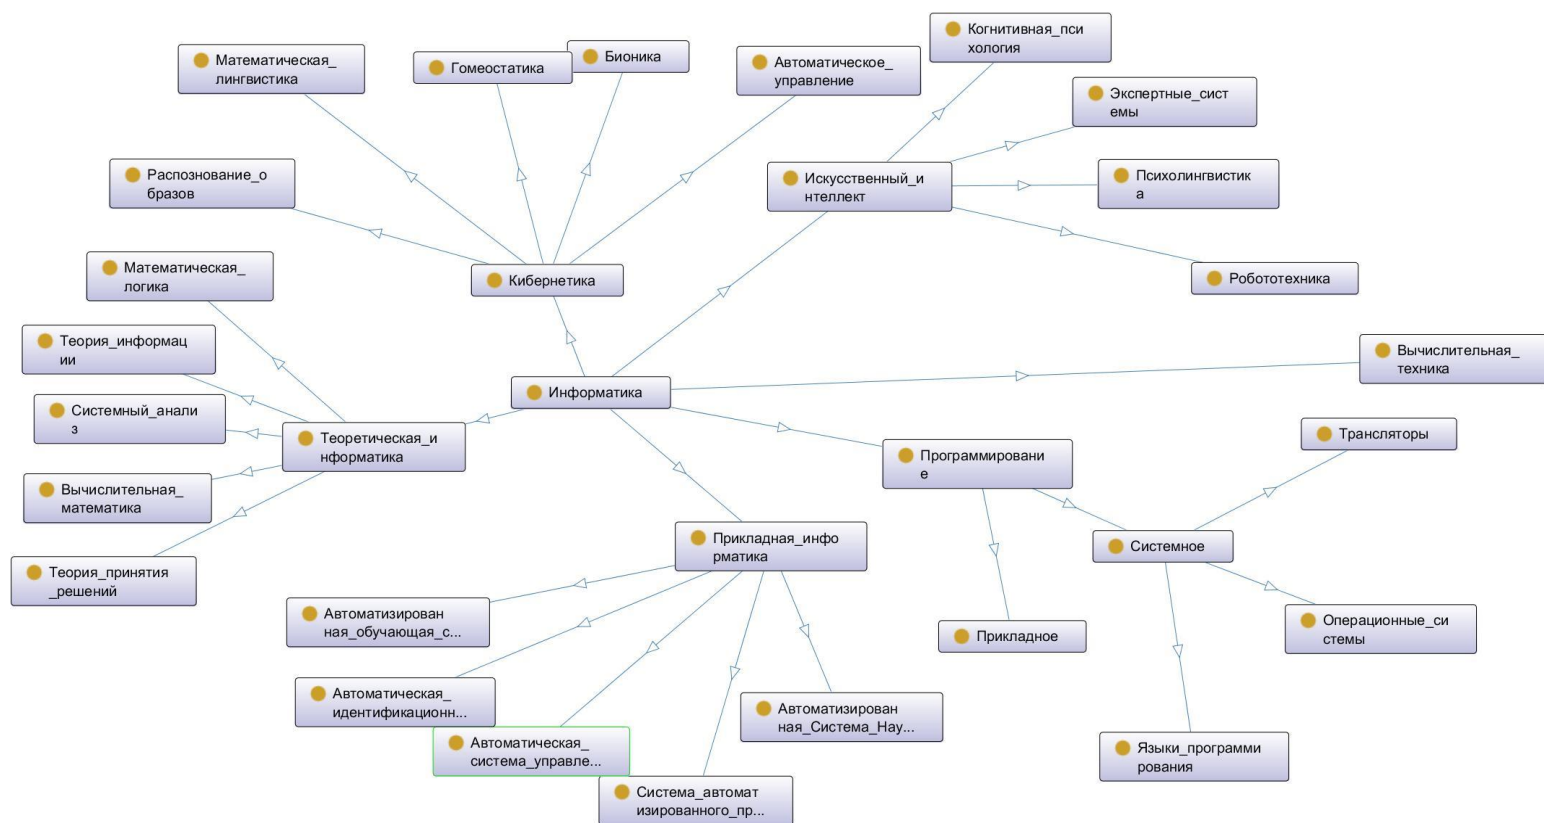 Когнитивная_пси
хология
Математическая_
лингвистика
Гомеостатика
Бионика
Автоматическое_
управление
Экспертные_сист
емы
Распознование_о
бразов
Искусственный_и
нтеллект
Психолингвистик
а
Математическая_
логика
Кибернетика
Робототехника
Теория_информац
ии
Информатика
Вычислительная_
техника
Системный_анали
з
Теоретическая_и
нформатика
Трансляторы
Программировани
е
Вычислительная_
математика
Прикладная_инфо
рматика
Системное
Теория_принятия
_решений
Автоматизирован
ная_обучающая_с...
Прикладное
Операционные_си
стемы
Автоматическая_
идентификационн...
Автоматизирован
ная_Система_Нау...
Автоматическая_
система_управле...
Языки_программи
рования
Система_автомат
изированного_пр...